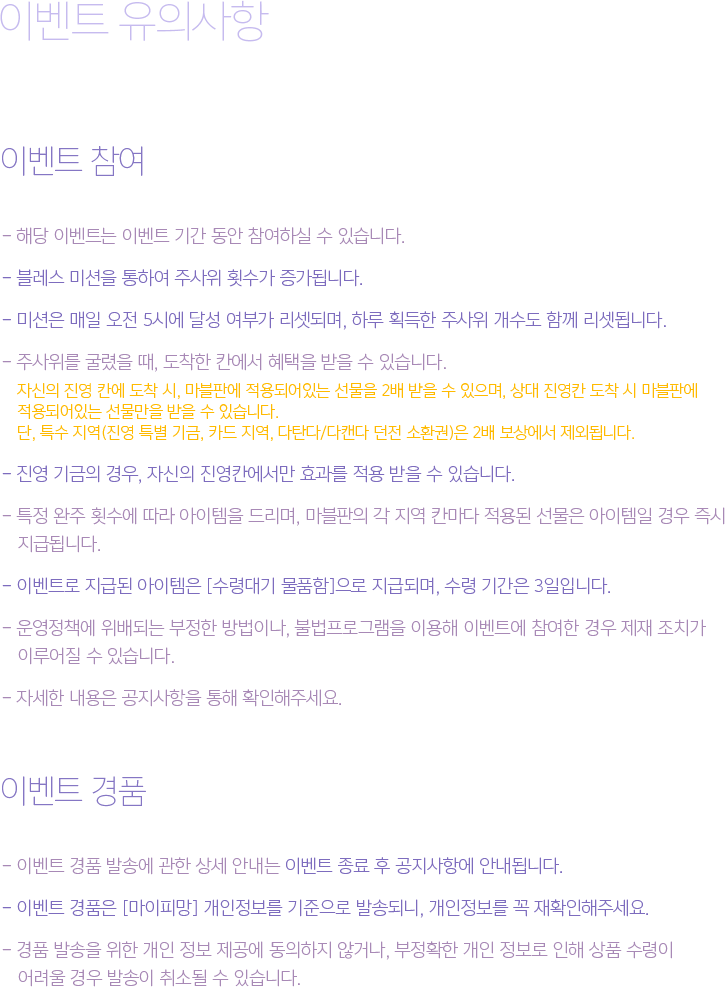 이벤트 유의사항
이벤트 참여
- 해당 이벤트는 이벤트 기간 동안 참여하실 수 있습니다.
- 블레스 미션을 통하여 주사위 횟수가 증가됩니다.
- 미션은 매일 오전 5시에 달성 여부가 리셋되며, 하루 획득한 주사위 개수도 함께 리셋됩니다.
- 주사위를 굴렸을 때, 도착한 칸에서 혜택을 받을 수 있습니다.
자신의 진영 칸에 도착 시, 마블판에 적용되어있는 선물을 2배 받을 수 있으며, 상대 진영칸 도착 시 마블판에
적용되어있는 선물만을 받을 수 있습니다.
단, 특수 지역(진영 특별 기금, 카드 지역, 다탄다/다캔다 던전 소환권)은 2배 보상에서 제외됩니다.
- 진영 기금의 경우, 자신의 진영칸에서만 효과를 적용 받을 수 있습니다.
- 특정 완주 횟수에 따라 아이템을 드리며, 마블판의 각 지역 칸마다 적용된 선물은 아이템일 경우 즉시
지급됩니다.
- 이벤트로 지급된 아이템은 [수령대기 물품함]으로 지급되며, 수령 기간은 3일입니다.
- 운영정책에 위배되는 부정한 방법이나, 불법프로그램을 이용해 이벤트에 참여한 경우 제재 조치가
이루어질 수 있습니다.
- 자세한 내용은 공지사항을 통해 확인해주세요.
이벤트 경품
- 이벤트 경품 발송에 관한 상세 안내는 이벤트 종료 후 공지사항에 안내됩니다.
- 이벤트 경품은 [마이피망] 개인정보를 기준으로 발송되니, 개인정보를 꼭 재확인해주세요.
- 경품 발송을 위한 개인 정보 제공에 동의하지 않거나, 부정확한 개인 정보로 인해 상품 수령이
어려울 경우 발송이 취소될 수 있습니다.